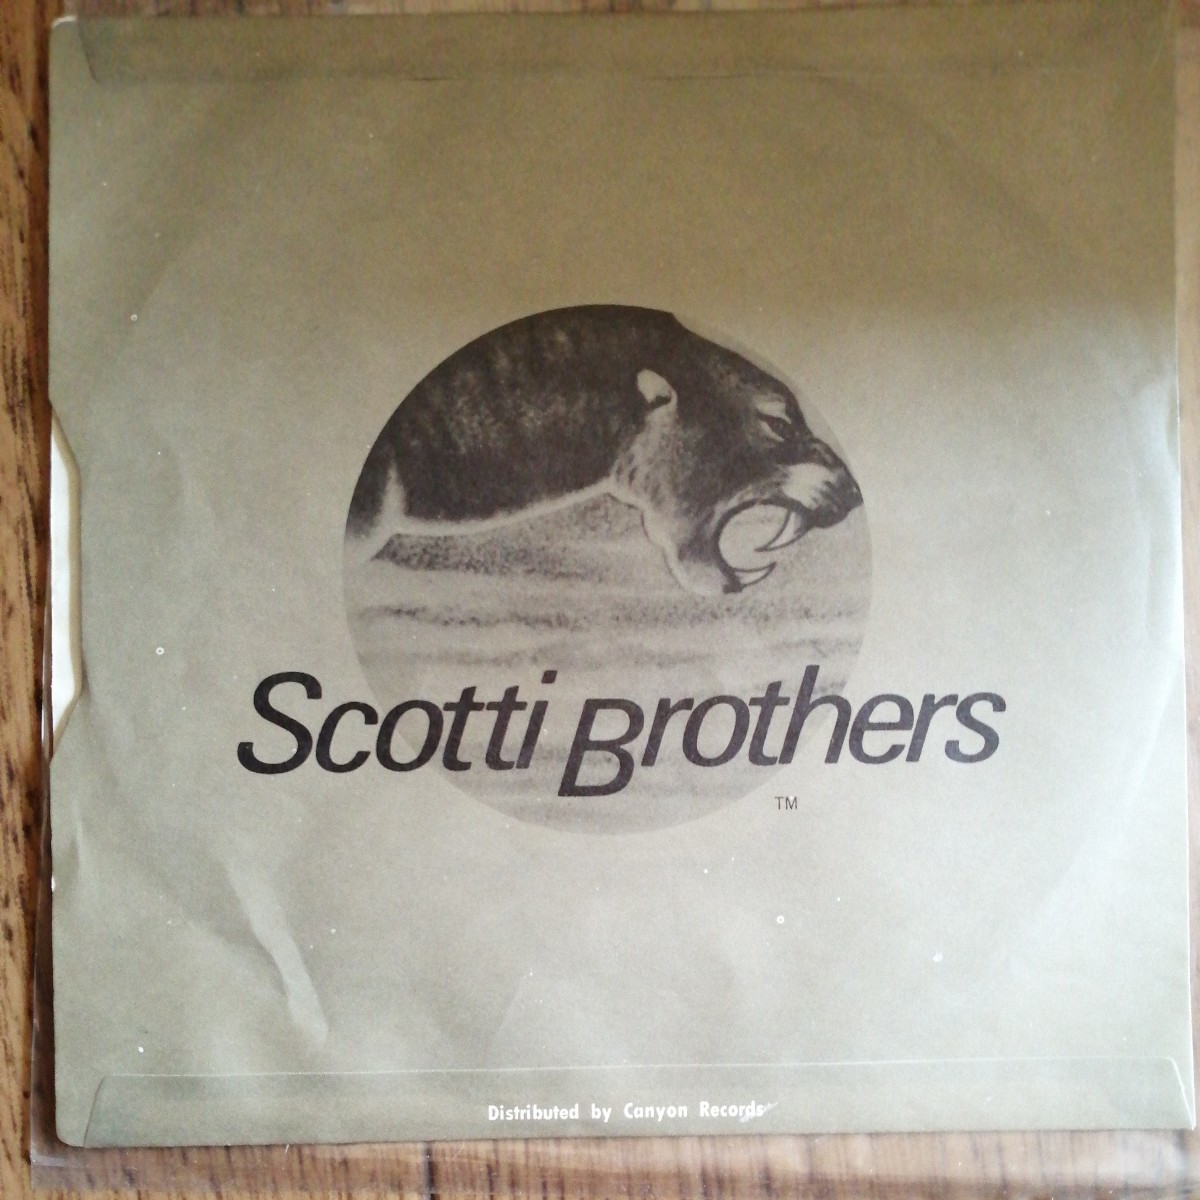 Scotti Brothers
TM
Distributed by Canyon Records